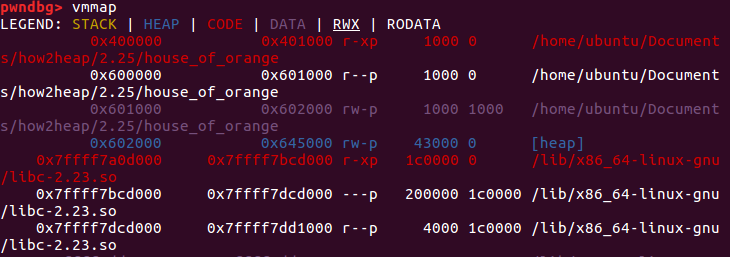 pwndbg> vmmap
LEGEND: STACK | HEAP | CODE | DATA | RWX | RODATA
0x400000 0x401000 r-xp 1000 0 /home/ubuntu/Document
s/how2heap/2.25/house_of_orange
0x600000 0x601000 r--p 1000 0 /home/ubuntu/Document
s/how2heap/2.25/house_of_orange
0x601000 0x602000 rw-p 1000 1000 /home/ubuntu/Document
s/how2heap/2.25/house_of_orange
0x602000 0x645000 rw-p 43000 0 [heap]
0x7ffff7a0d000 0x7ffff7bcd000 r-xp 1c0000 0 /lib/x86_64-linux-gnu
/libc-2.23.so
0x7ffff7bcd000 0x7ffff7dcd000 ---p 200000 1c0000 /lib/x86_64-linux-gnu
/libc-2.23.so
0x7ffff7dcd000 0x7ffff7dd1000 r--p 4000 1c0000 /lib/x86_64-linux-gnu
/libc-2.23.so